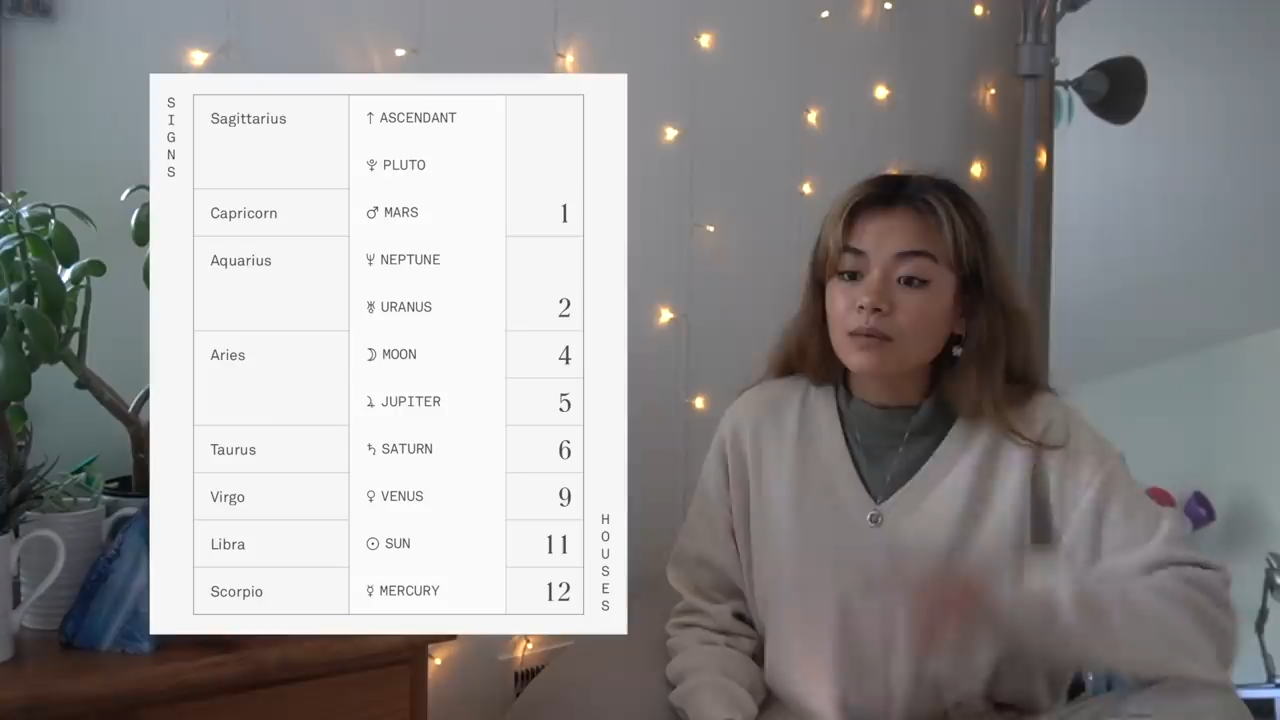 SIGNS
Sagittarius ↑ ASCENDANT
♇ PLUTO
Capricorn ♂ MARS 1
Aquarius ♆ NEPTUNE
♅ URANUS 2
Aries ☽ MOON 4
♃ JUPITER 5
Taurus ♄ SATURN 6
Virgo ♀ VENUS 9
Libra ☉ SUN 11
Scorpio ☿ MERCURY 12
HOUSES